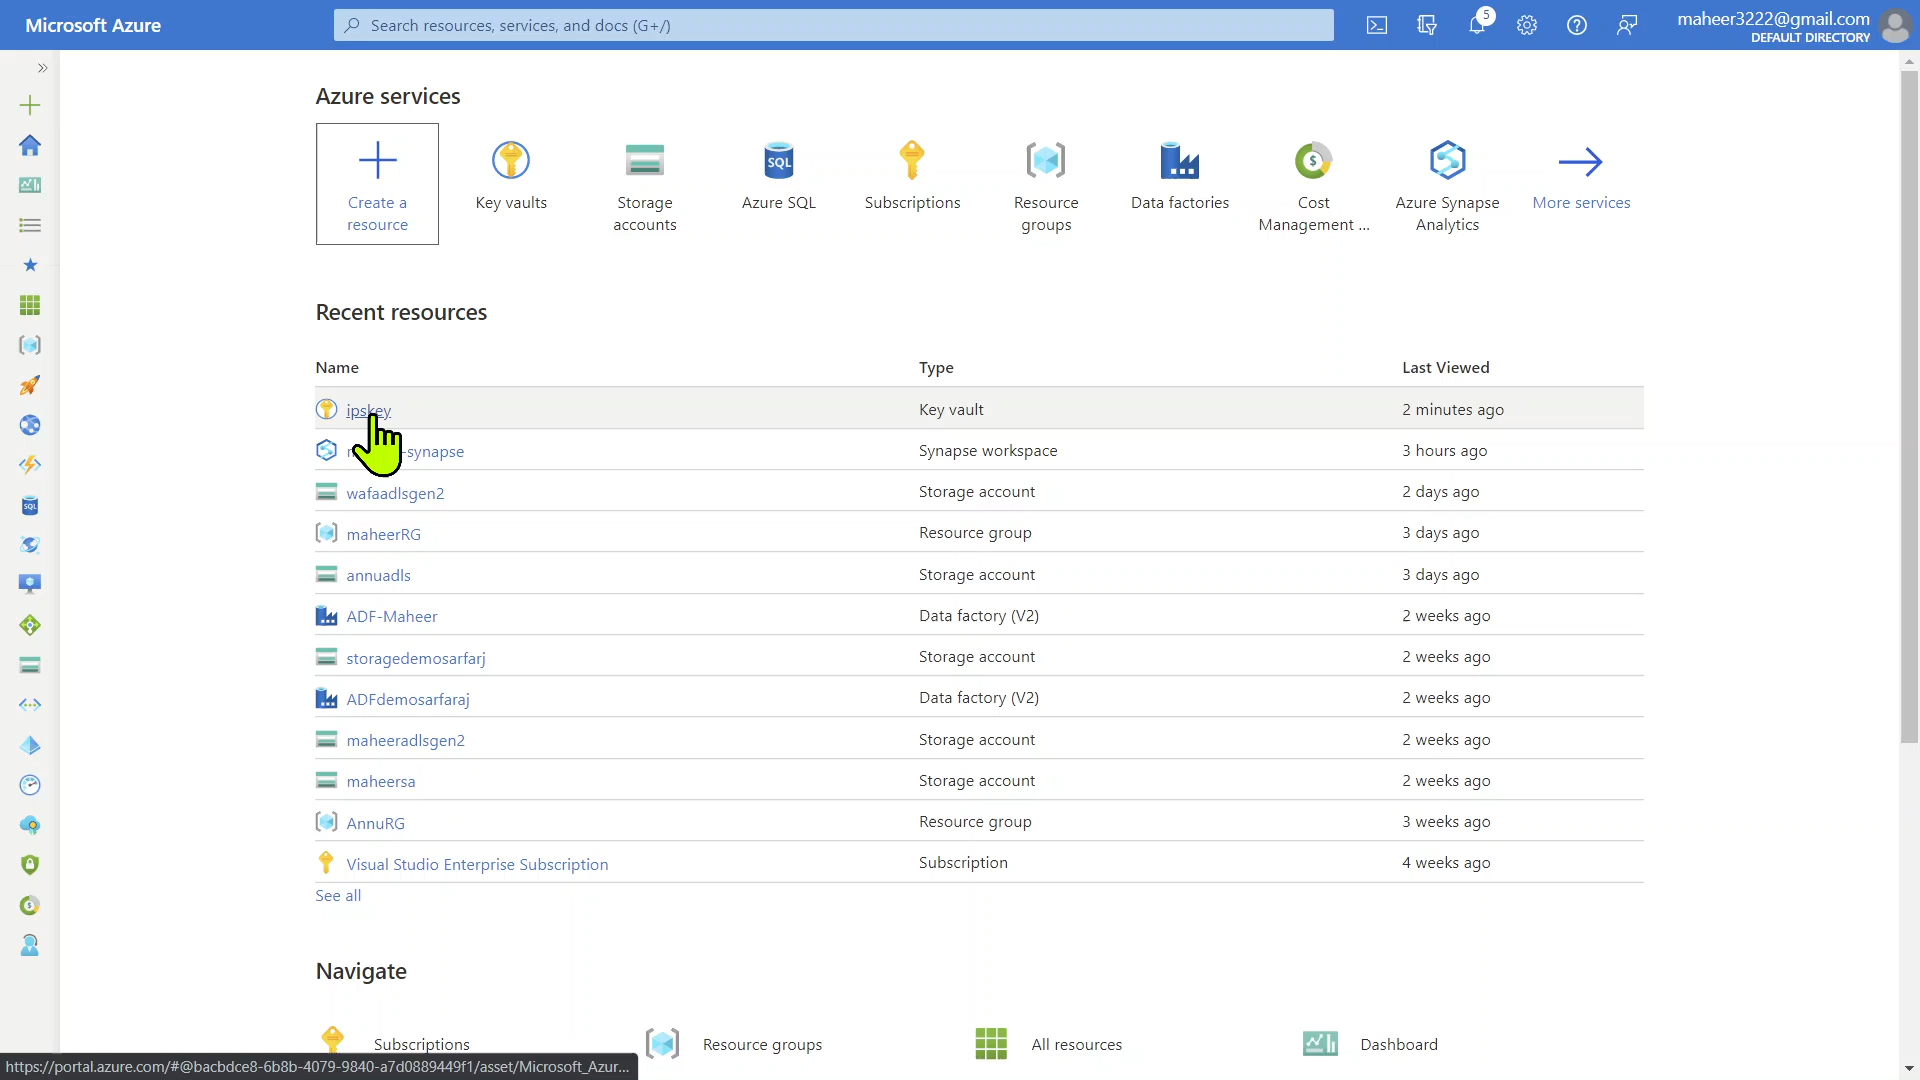 Microsoft Azure
Search resources, services, and docs (G+/)
5
maheer3222@gmail.com
DEFAULT DIRECTORY
Azure services
Create a resource
Key vaults
Storage accounts
SQL
Azure SQL
Subscriptions
Resource groups
Data factories
Cost Management ...
Azure Synapse Analytics
More services
Recent resources
Name Type Last Viewed
ipskey Key vault 2 minutes ago
-synapse Synapse workspace 3 hours ago
wafaadlsgen2 Storage account 2 days ago
maheerRG Resource group 3 days ago
annuadls Storage account 3 days ago
ADF-Maheer Data factory (V2) 2 weeks ago
storagedemosarfarj Storage account 2 weeks ago
ADFdemosarfaraj Data factory (V2) 2 weeks ago
maheeradlsgen2 Storage account 2 weeks ago
maheersa Storage account 2 weeks ago
AnnuRG Resource group 3 weeks ago
Visual Studio Enterprise Subscription Subscription 4 weeks ago
See all
Navigate
Subscriptions Resource groups All resources Dashboard
https://portal.azure.com/#@bacbdce8-6b8b-4079-9840-a7d0889449f1/asset/Microsoft_Azur...